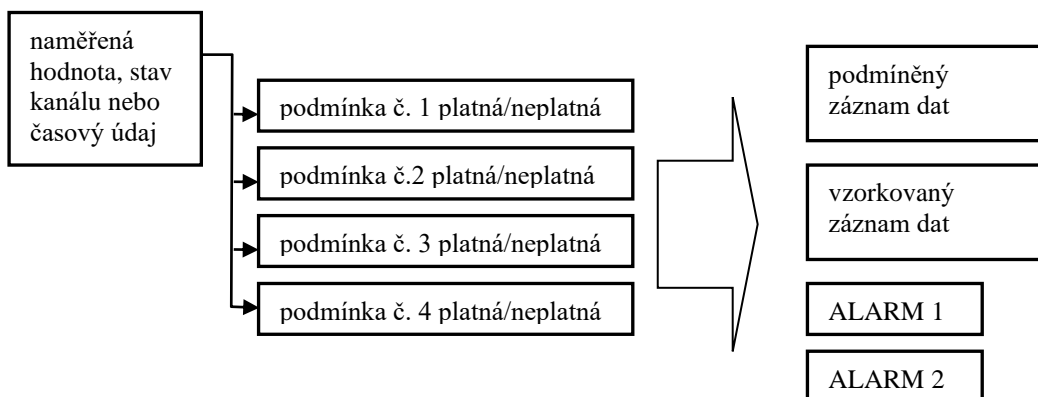 naměřená
hodnota, stav
kanálu nebo
časový údaj
podmínka č. 1 platná/neplatná
podmínka č.2 platná/neplatná
podmínka č. 3 platná/neplatná
podmínka č. 4 platná/neplatná
podmíněný
záznam dat
vzorkovaný
záznam dat
ALARM 1
ALARM 2